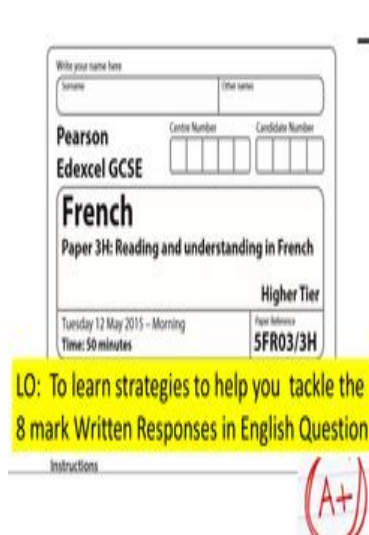 Write your name here
Surname
Other names
Pearson
Edexcel GCSE
Centre Number
Candidate Number
French
Paper 3H: Reading and understanding in French
Higher Tier
Tuesday 12 May 2015 – Morning
Time: 50 minutes
Paper Reference
5FR03/3H
LO: To learn strategies to help you tackle the
8 mark Written Responses in English Question
Instructions
A+